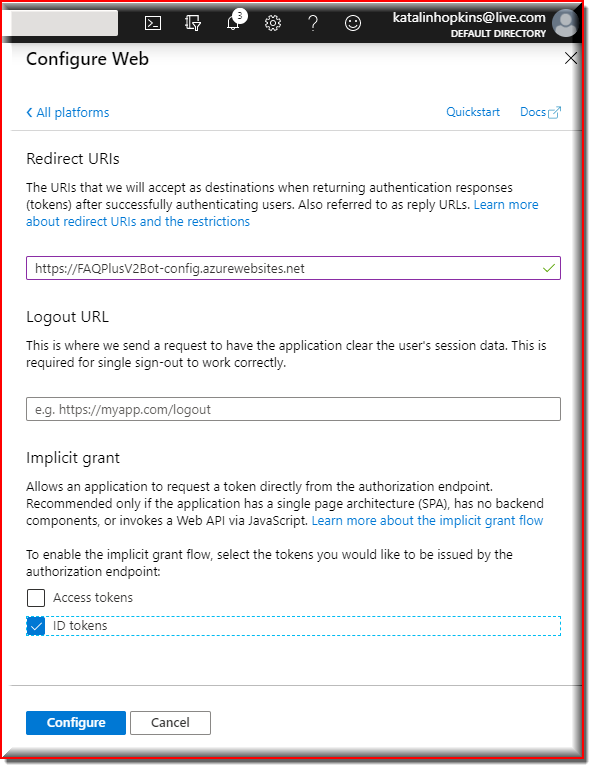 3
katalinhopkins@live.com
DEFAULT DIRECTORY
Configure Web
All platforms
Quickstart
Docs
Redirect URIs
The URIs that we will accept as destinations when returning authentication responses
(tokens) after successfully authenticating users. Also referred to as reply URLs. Learn more
about redirect URIs and the restrictions
https://FAQPlusV2Bot-config.azurewebsites.net
Logout URL
This is where we send a request to have the application clear the user's session data. This is
required for single sign-out to work correctly.
e.g. https://myapp.com/logout
Implicit grant
Allows an application to request a token directly from the authorization endpoint.
Recommended only if the application has a single page architecture (SPA), has no backend
components, or invokes a Web API via JavaScript. Learn more about the implicit grant flow
To enable the implicit grant flow, select the tokens you would like to be issued by the
authorization endpoint:
Access tokens
ID tokens
Configure
Cancel